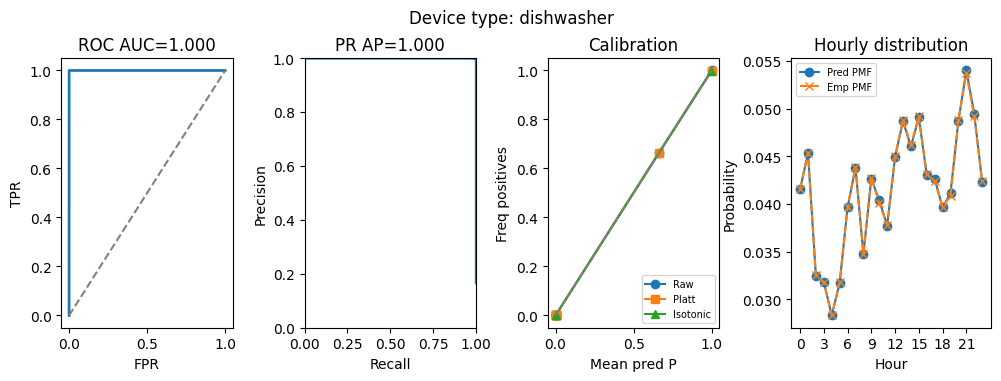 Device type: dishwasher
ROC AUC=1.000
1.0
0.8
0.6
0.4
0.2
0.0
TPR
0.0 0.5 1.0
FPR
PR AP=1.000
1.0
0.8
0.6
0.4
0.2
0.0
Precision
0.00 0.25 0.50 0.75 1.00
Recall
Calibration
1.0
0.8
0.6
0.4
0.2
0.0
Freq positives
Raw
Platt
Isotonic
0.0 0.5 1.0
Mean pred P
Hourly distribution
0.055
0.050
0.045
0.040
0.035
0.030
Probability
Pred PMF
Emp PMF
0 3 6 9 12 15 18 21
Hour